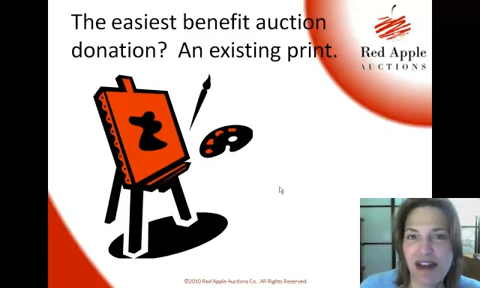 The easiest benefit auction
donation?  An existing print.
Red Apple
AUCTIONS
©2010 Red Apple Auctions Co.  All Rights Reserved.